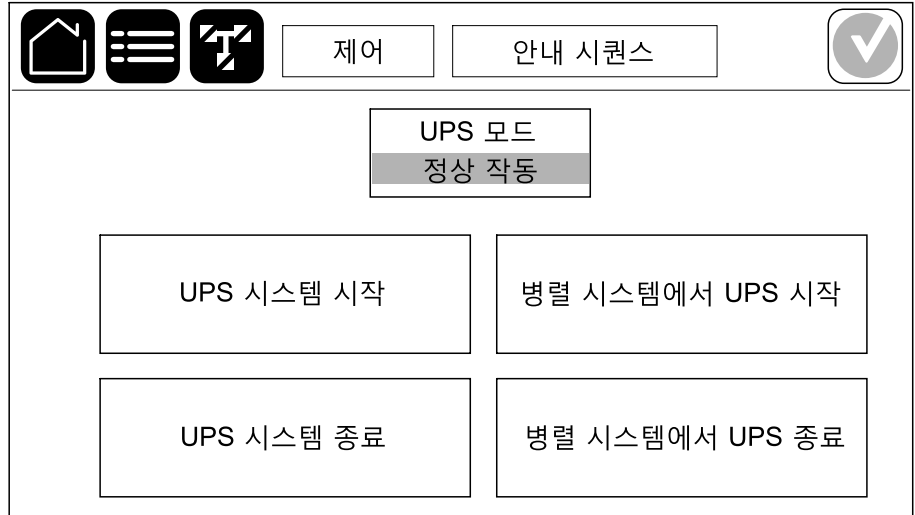 제어
안내 시퀀스
UPS 모드
정상 작동
UPS 시스템 시작
병렬 시스템에서 UPS 시작
UPS 시스템 종료
병렬 시스템에서 UPS 종료